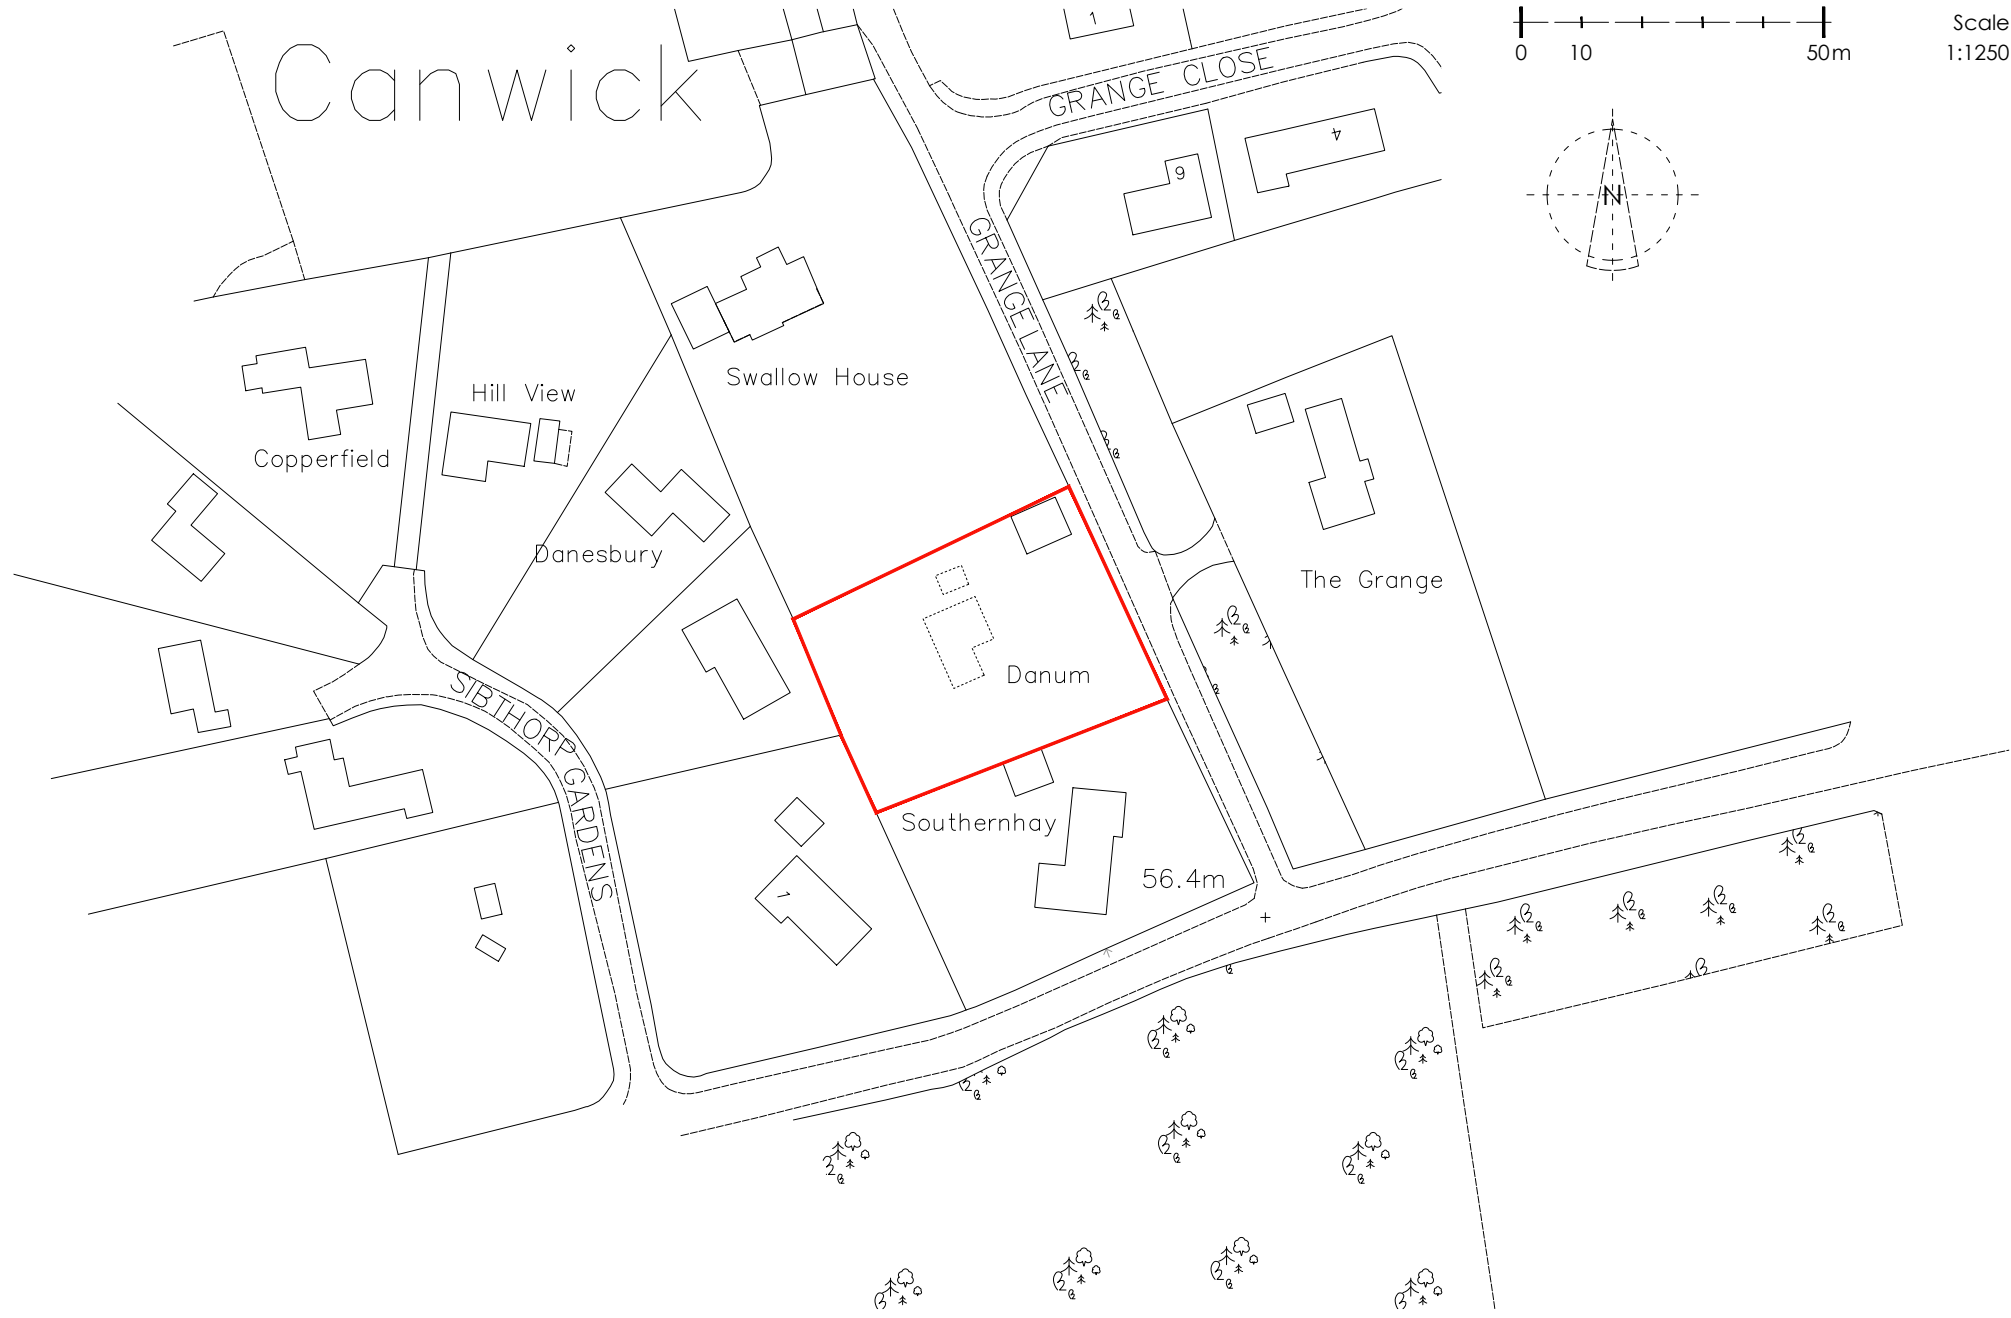 Canwick
1
GRANGE CLOSE
0 10 50m
Scale
1:1250
4
9
N
GRANGE LANE
Swallow House
Hill View
Copperfield
Danesbury
The Grange
Danum
SIBTHORP GARDENS
Southernhay
56.4m
1